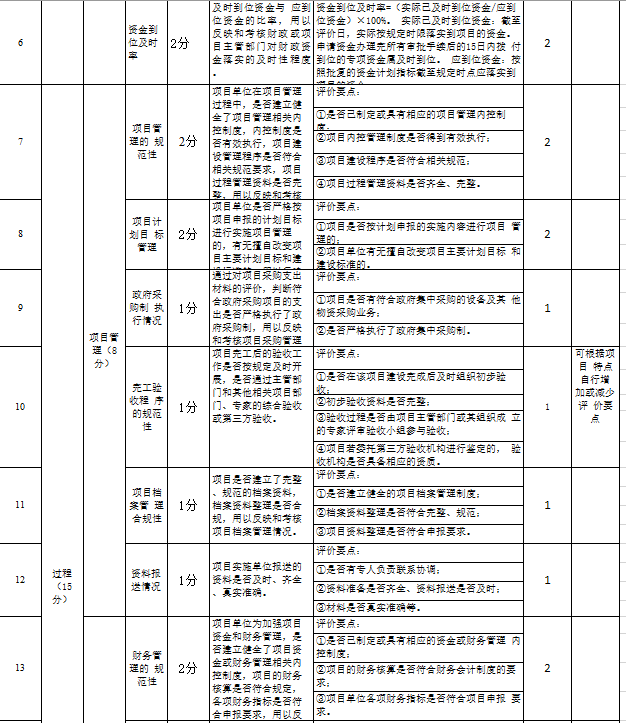 6
资金到
位及时
率
2分
及时到位资金与 应到
位资金的比率，用以
反映和考核财政或项
目主管部门对财政资
金落实的及时性程度
。
资金到位及时率=（实际已及时到位资金/应到
位资金）×100%。 实际已及时到位资金：截至
评价日，实际按规定时限落实到项目的资金。
申请资金办理完所有审批手续后的15日内拨 付
到位的专项资金属及时到位。 应到位资金：按
照批复的资金计划指标截至规定时点应落实到
2
7
项目管
理的 规
范性
2分
项目单位在项目管理
过程中，是否建立健
全了项目管理相关内
控制度，内控制度是
否有效执行，项目建
设管理程序是否符合
相关规范要求，项目
过程管理资料是否完
整，用以反映和考核
评价要点：
①是否已制定或具有相应的项目管理内控制
度；
②项目内控管理制度是否得到有效执行；
③项目建设程序是否符合相关规范；
④项目过程管理资料是否齐全、完整。
2
8
项目计
划目 标
管理
2分
项目单位是否严格按
项目申报的计划目标
进行实施项目管理
的，有无擅自改变项
目主要计划目标和建
评价要点：
①项目是否按计划申报的实施内容进行项目 管
理的；
②项目单位有无擅自改变项目主要计划目标 和
建设标准的。
2
9
政府采
购制 执
行情况
1分
通过对项目采购支出
材料的评价，判断符
合政府采购项目的支
出是否严格执行了政
府采购制，用以反映
和考核项目采购管理
评价要点：
①项目是否有符合政府集中采购的设备及其 他
物资采购业务；
②是否严格执行了政府集中采购制。
1
项目管
理（8
分）
10
完工验
收程 序
的规范
性
1分
项目完工后的验收工
作是否按规定及时开
展，是否通过主管部
门和其他相关项目部
门、专家的综合验收
或第三方验收。
评价要点：
①是否在该项目建设完成后及时组织初步验
收；
②初步验收资料是否完整；
③验收过程是否由项目主管部门或其组织成 立
的专家评审验收小组参与验收；
④项目若委托第三方验收机构进行鉴定的， 验
收机构是否具备相应的资质。
1
可根据项
目 特点
自行增
加或减少
评 价要
点
11
项目档
案管 理
合规性
1分
项目是否建立了完整
、规范的档案资料，
档案资料整理是否合
规，用以反映和考核
项目档案管理情况。
评价要点：
①是否建立健全的项目档案管理制度；
②档案资料整理是否符合完整、规范；
③项目资料整理是否符合申报要求。
1
12
过程
（15
分）
资料报
送情况
1分
项目实施单位报送的
资料是否及时、齐全
、真实准确。
评价要点：
①是否有专人负责联系协调；
②资料准备是否齐全、资料报送是否及时；
③材料是否真实准确等。
1
13
财务管
理的 规
范性
2分
项目单位为加强项目
资金和财务管理，是
否建立健全了项目资
金或财务管理相关内
控制度，项目的财务
核算是否符合规定，
各项财务指标是否符
合申报要求，用以反
评价要点：
①是否已制定或具有相应的资金或财务管理 内
控制度；
②项目的财务核算是否符合财务会计制度的要
求；
③项目单位各项财务指标是否符合项目申报 要
求。
2